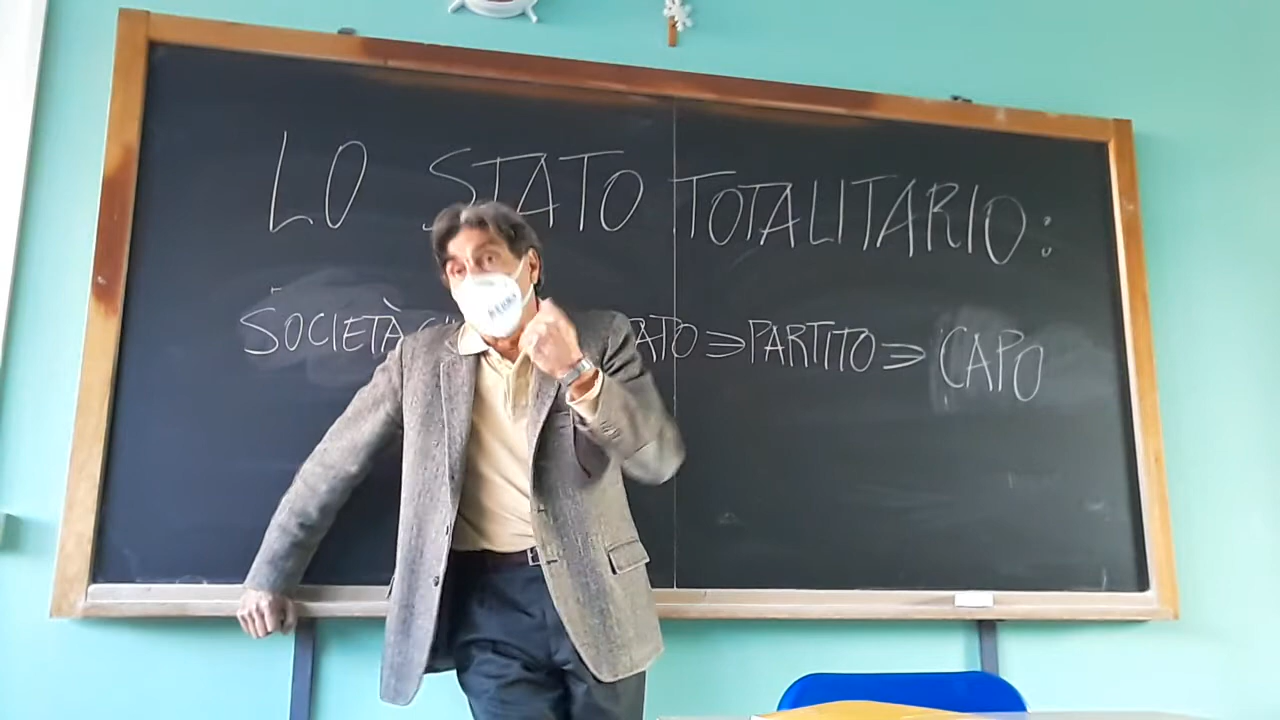 LO STATO TOTALITARIO:
SOCIETÀ ⇒ PARTITO ⇒ CAPO